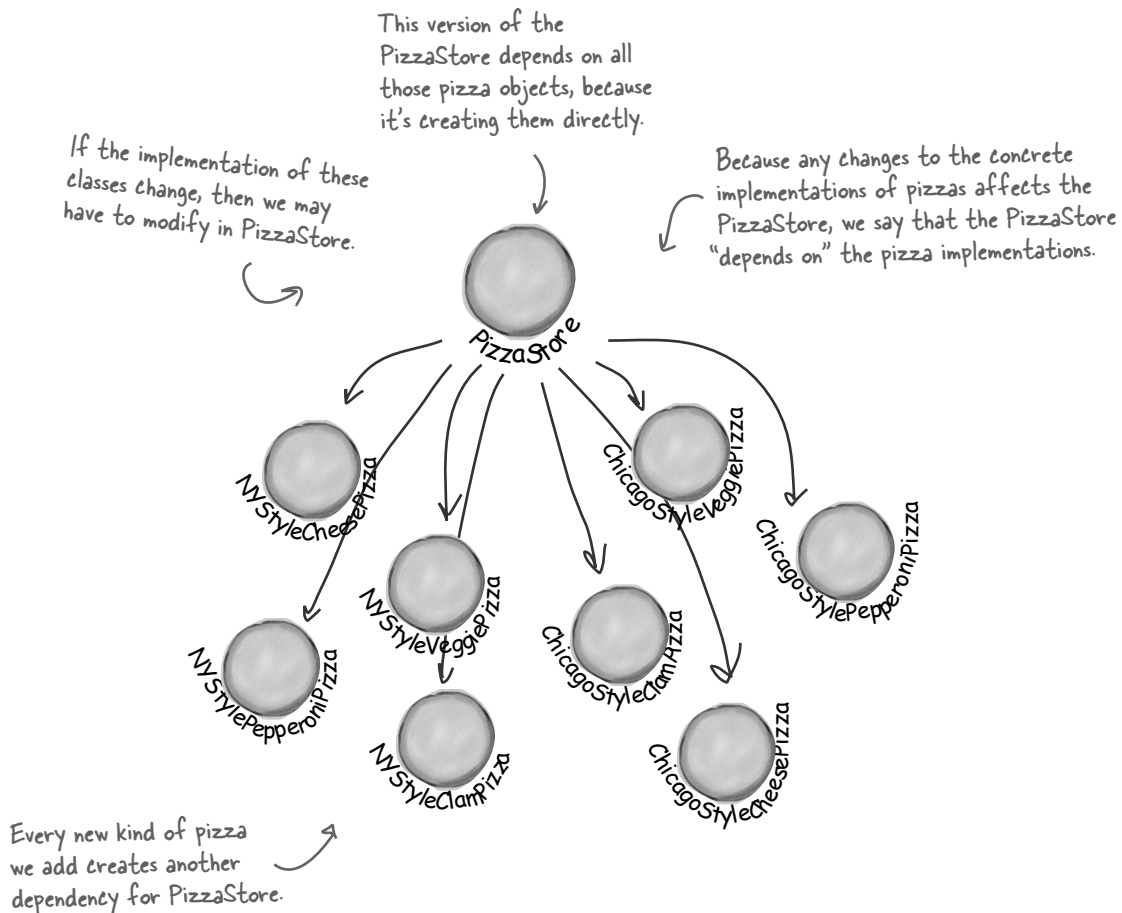 This version of the
PizzaStore depends on all
those pizza objects, because
it's creating them directly.
If the implementation of these
classes change, then we may
have to modify in PizzaStore.
Because any changes to the concrete
implementations of pizzas affects the
PizzaStore, we say that the PizzaStore
“depends on” the pizza implementations.
PizzaStore
NYStyleCheesePizza
ChicagoStyleVeggiePizza
ChicagoStylePepperoniPizza
NYStyleVeggiePizza
ChicagoStyleClamPizza
NYStylePepperoniPizza
NYStyleClamPizza
ChicagoStyleCheesePizza
Every new kind of pizza
we add creates another
dependency for PizzaStore.